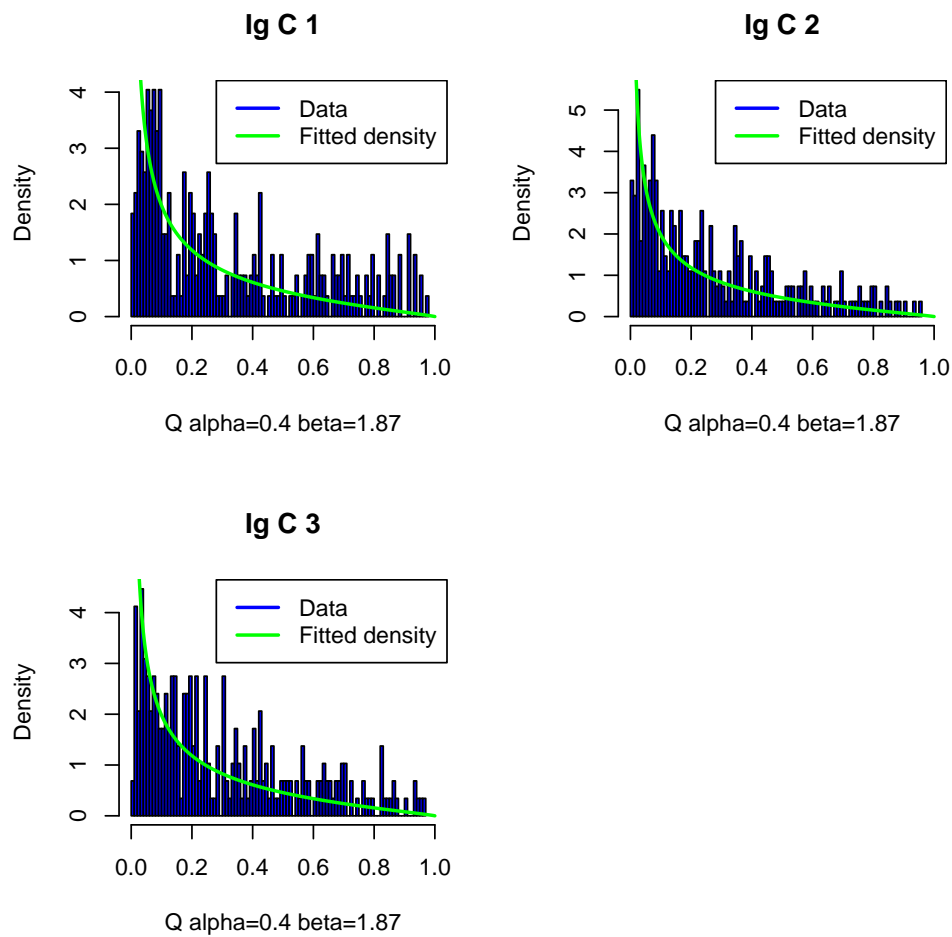 Ig C 1
Data
Fitted density
Density
0 1 2 3 4
0.0 0.2 0.4 0.6 0.8 1.0
Q alpha=0.4 beta=1.87
Ig C 2
Data
Fitted density
Density
0 1 2 3 4 5
0.0 0.2 0.4 0.6 0.8 1.0
Q alpha=0.4 beta=1.87
Ig C 3
Data
Fitted density
Density
0 1 2 3 4
0.0 0.2 0.4 0.6 0.8 1.0
Q alpha=0.4 beta=1.87